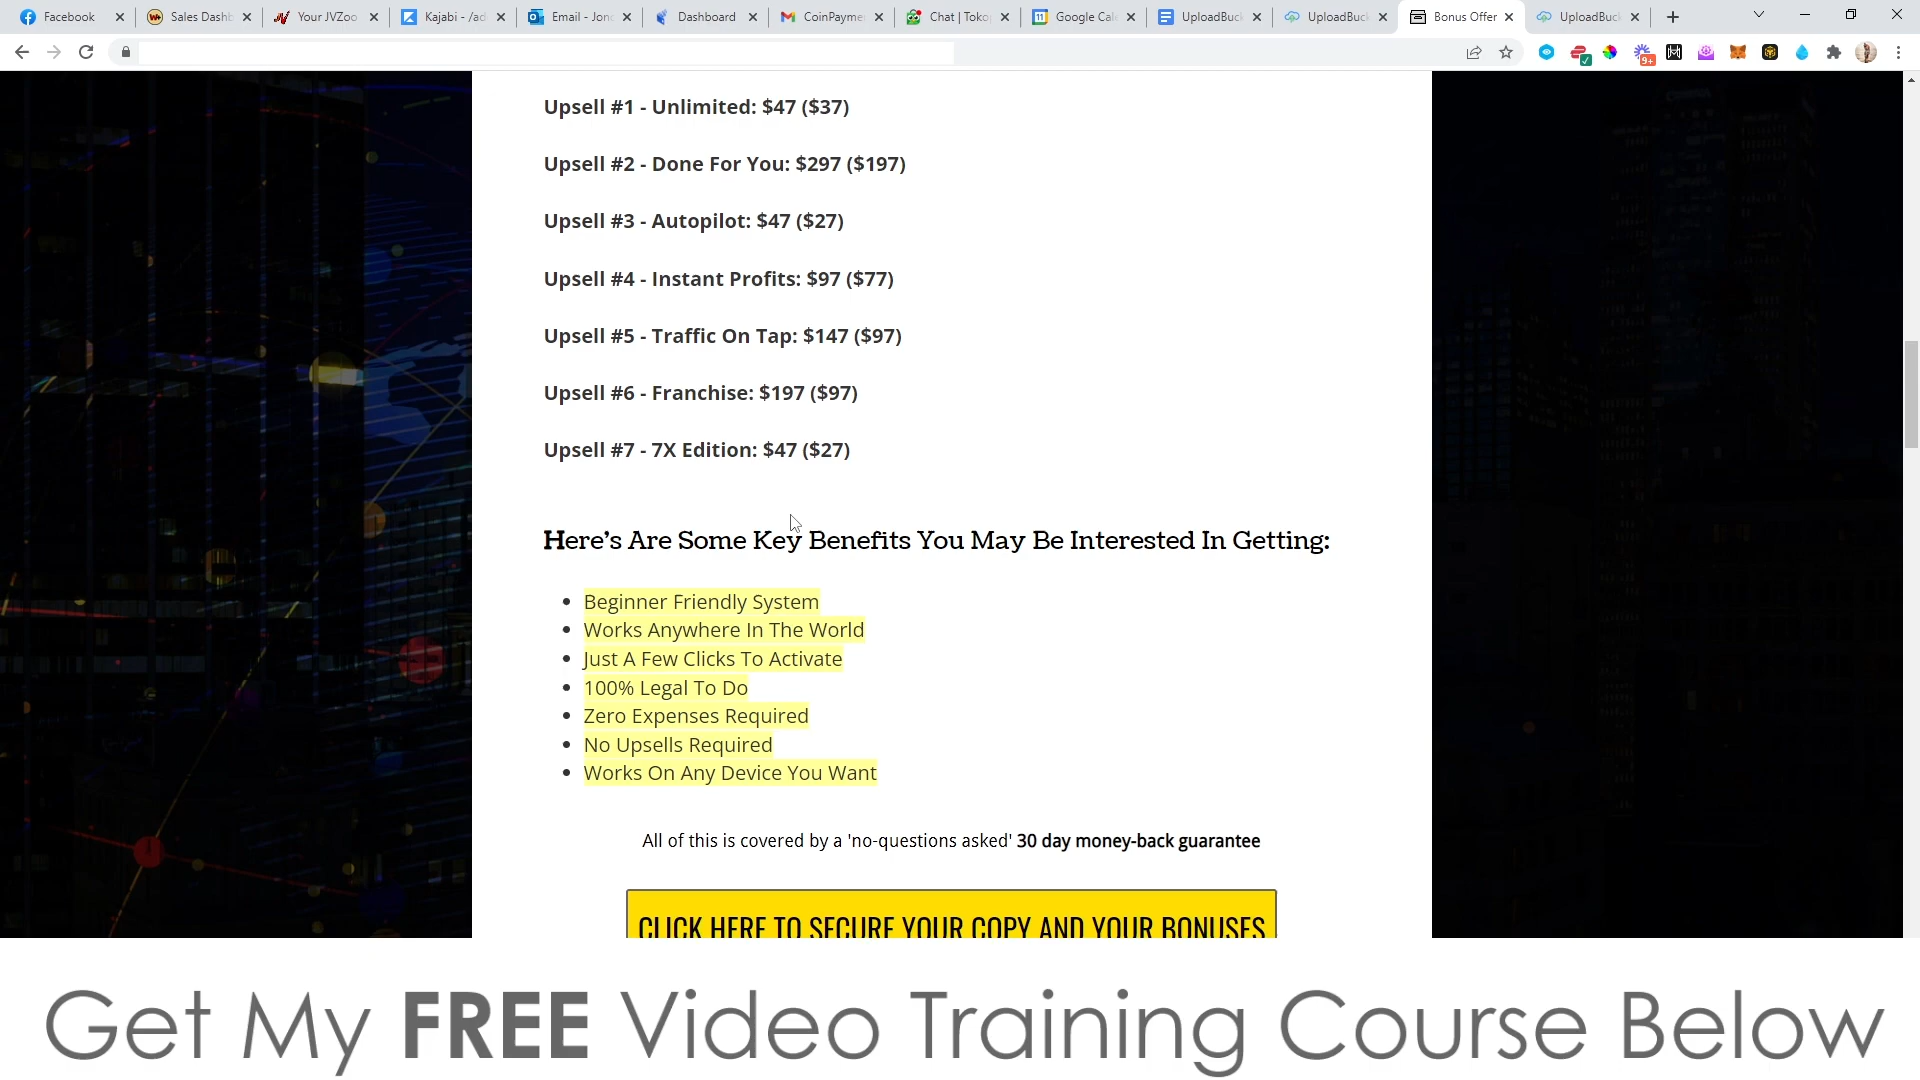 Facebook
Sales Dashb
Your JVZoo
Kajabi - /ad
Email - Jon
Dashboard
CoinPayme
Chat | Toko
Google Cal
UploadBuc
UploadBuc
Bonus Offer
UploadBuc
9+
Upsell #1 - Unlimited: $47 ($37)
Upsell #2 - Done For You: $297 ($197)
Upsell #3 - Autopilot: $47 ($27)
Upsell #4 - Instant Profits: $97 ($77)
Upsell #5 - Traffic On Tap: $147 ($97)
Upsell #6 - Franchise: $197 ($97)
Upsell #7 - 7X Edition: $47 ($27)
Here's Are Some Key Benefits You May Be Interested In Getting:
Beginner Friendly System
Works Anywhere In The World
Just A Few Clicks To Activate
100% Legal To Do
Zero Expenses Required
No Upsells Required
Works On Any Device You Want
All of this is covered by a 'no-questions asked' 30 day money-back guarantee
CLICK HERE TO SECURE YOUR COPY AND YOUR BONUSES
Get My FREE Video Training Course Below